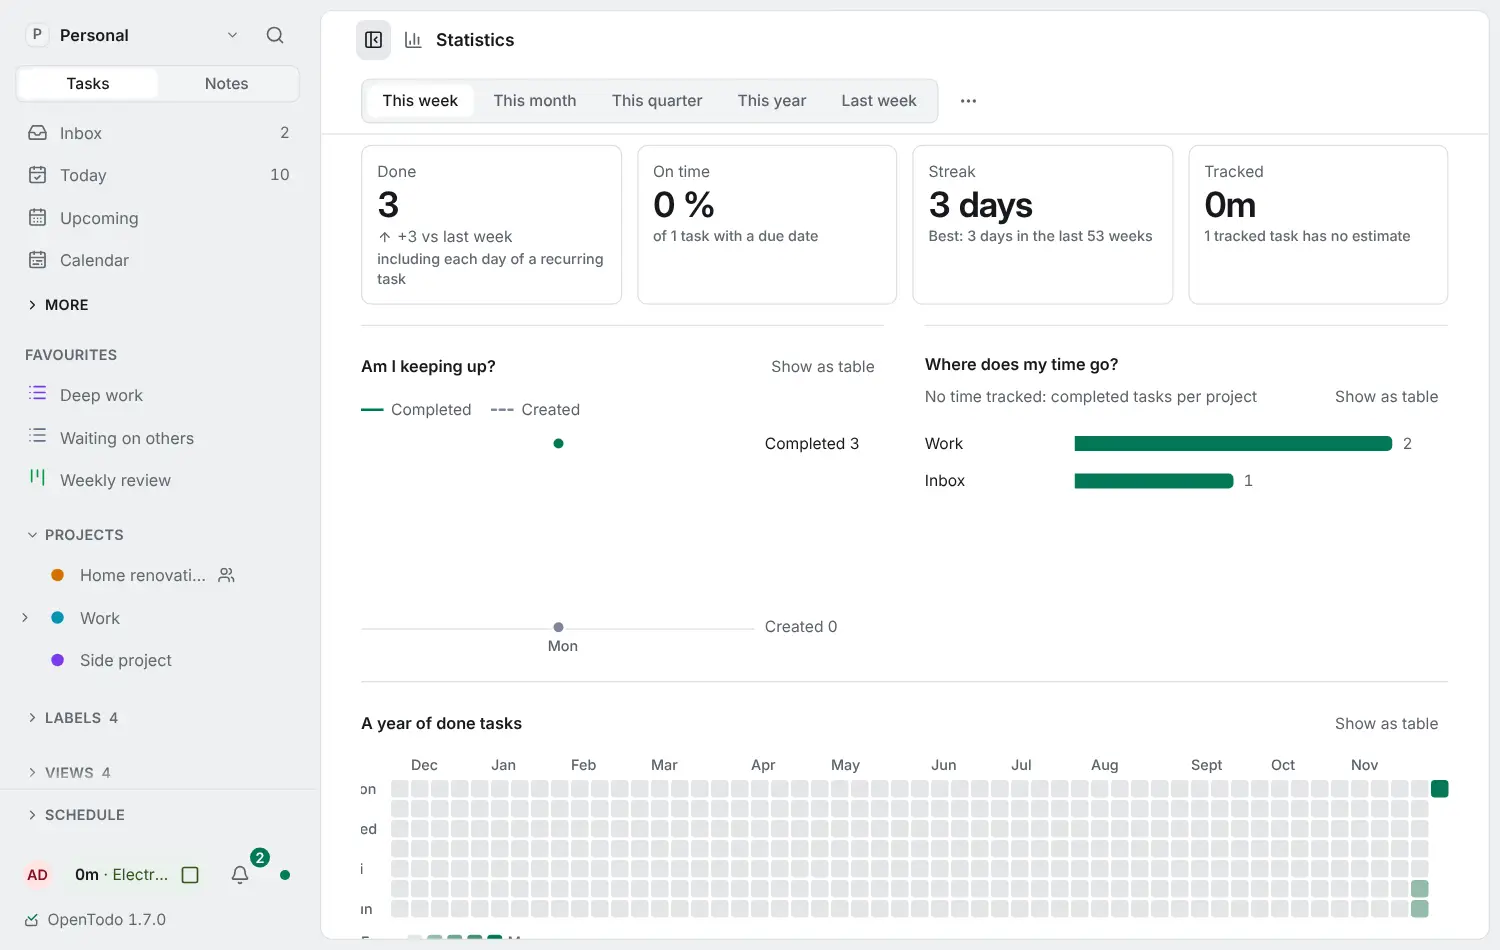 P Personal
Tasks Notes
Inbox 2
Today 10
Upcoming
Calendar
MORE
FAVOURITES
Deep work
Waiting on others
Weekly review
PROJECTS
Home renovati...
Work
Side project
LABELS 4
VIEWS 4
SCHEDULE
AD 0m · Electr... 2
OpenTodo 1.7.0
Statistics
This week This month This quarter This year Last week ...
Done
3
↑ +3 vs last week
including each day of a recurring
task
On time
0 %
of 1 task with a due date
Streak
3 days
Best: 3 days in the last 53 weeks
Tracked
0m
1 tracked task has no estimate
Am I keeping up? Show as table
Completed Created
Completed 3
Created 0
Mon
Where does my time go?
No time tracked: completed tasks per project Show as table
Work 2
Inbox 1
A year of done tasks Show as table
Dec Jan Feb Mar Apr May Jun Jul Aug Sept Oct Nov
on
ed
i
un